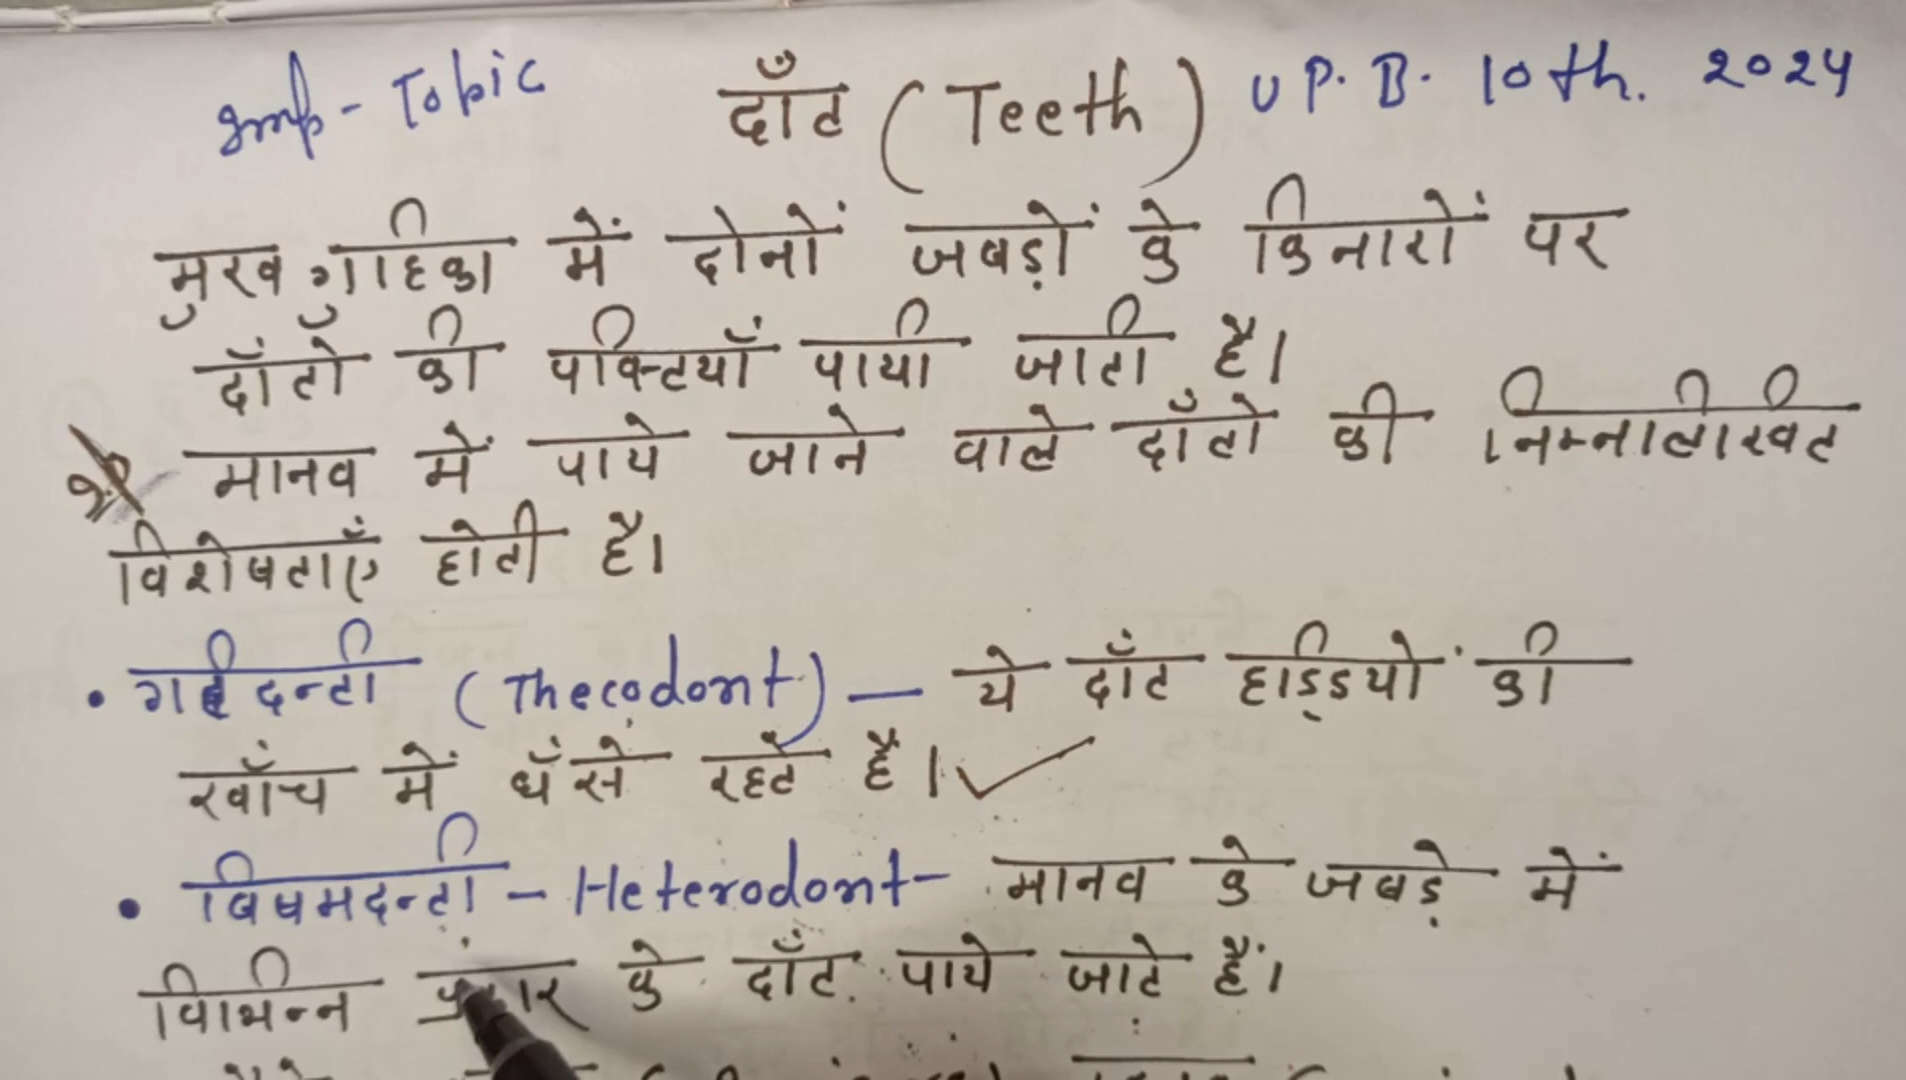 Imp - Topic दाँत (Teeth) U P. B. 10th. 2024
मुख गुहिका में दोनों जबड़ों के किनारों पर
दाँतो की पंक्तियाँ पायी जाती है।
मानव में पाये जाने वाले दाँतो की निम्नलिखित
विशेषताएँ होती है।
• गर्तदन्ती (Thecodont) – ये दाँत हड्डियों की
खाँच में धँसे रहते है।
• विषमदन्ती – Heterodont – मानव के जबड़े में
विभिन्न प्रकार के दाँत पाये जाते हैं।